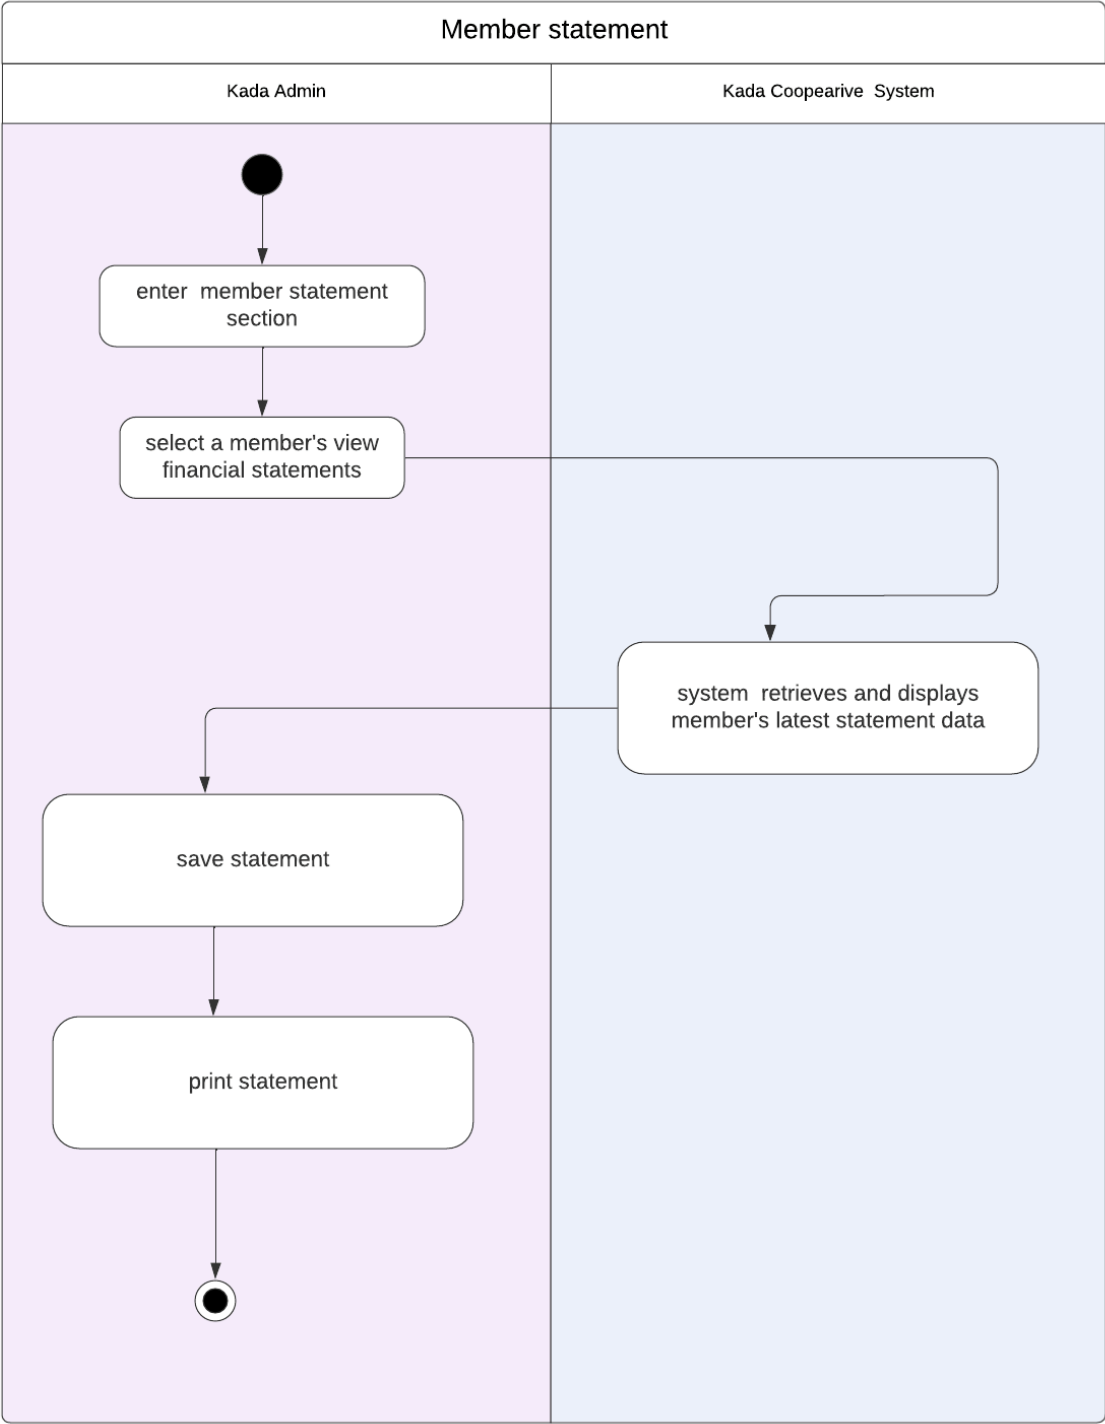 Member statement
Kada Admin
Kada Coopearive  System
enter  member statement
section
select a member's view
financial statements
system  retrieves and displays
member's latest statement data
save statement
print statement